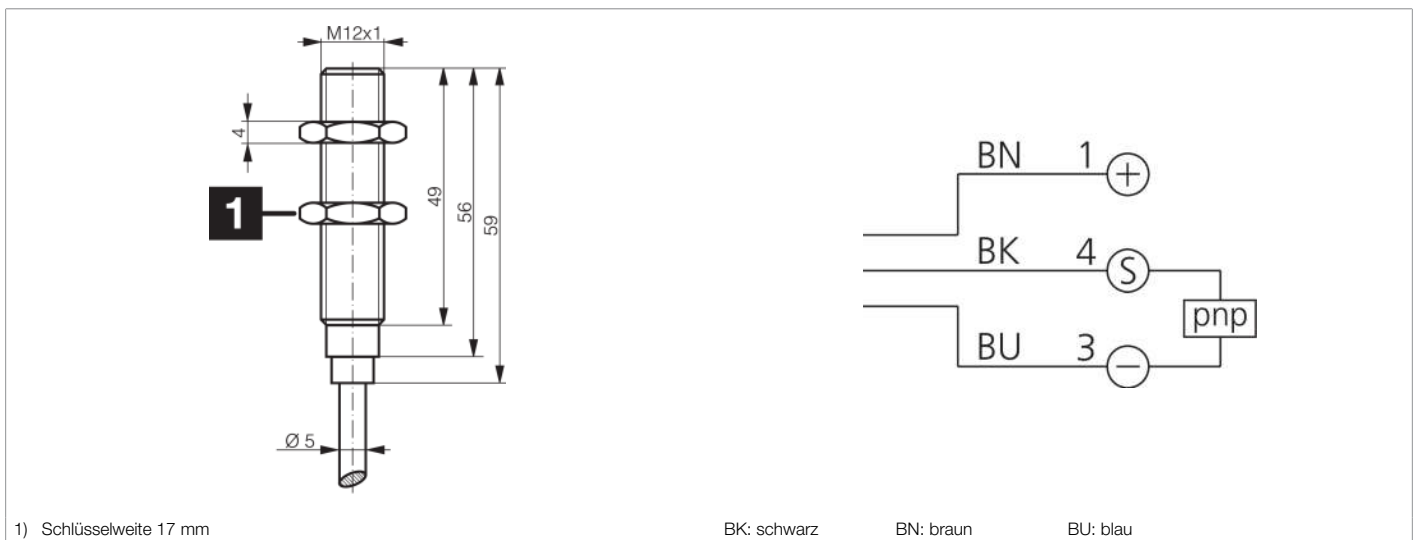 M12x1
4
49
56
59
1
Ø 5
BN 1 +
BK 4 S
pnp
BU 3 −
1) Schlüsselweite 17 mm
BK: schwarz BN: braun BU: blau